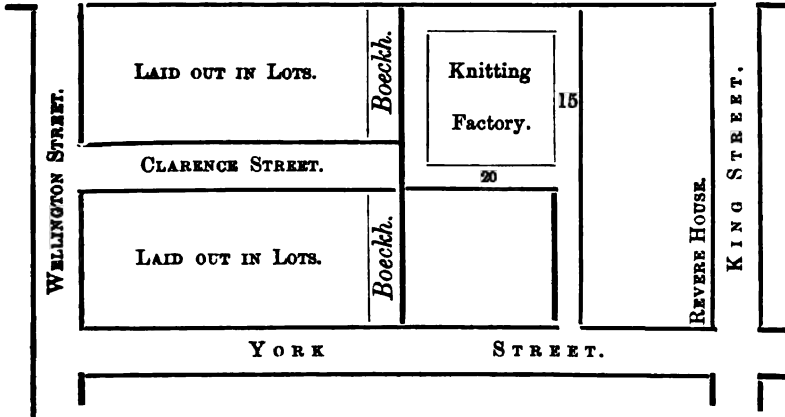 WELLINGTON STREET.
LAID OUT IN LOTS.
Boeckh.
Knitting
Factory.
15
20
CLARENCE STREET.
LAID OUT IN LOTS.
Boeckh.
REVERE HOUSE.
KING STREET.
YORK STREET.